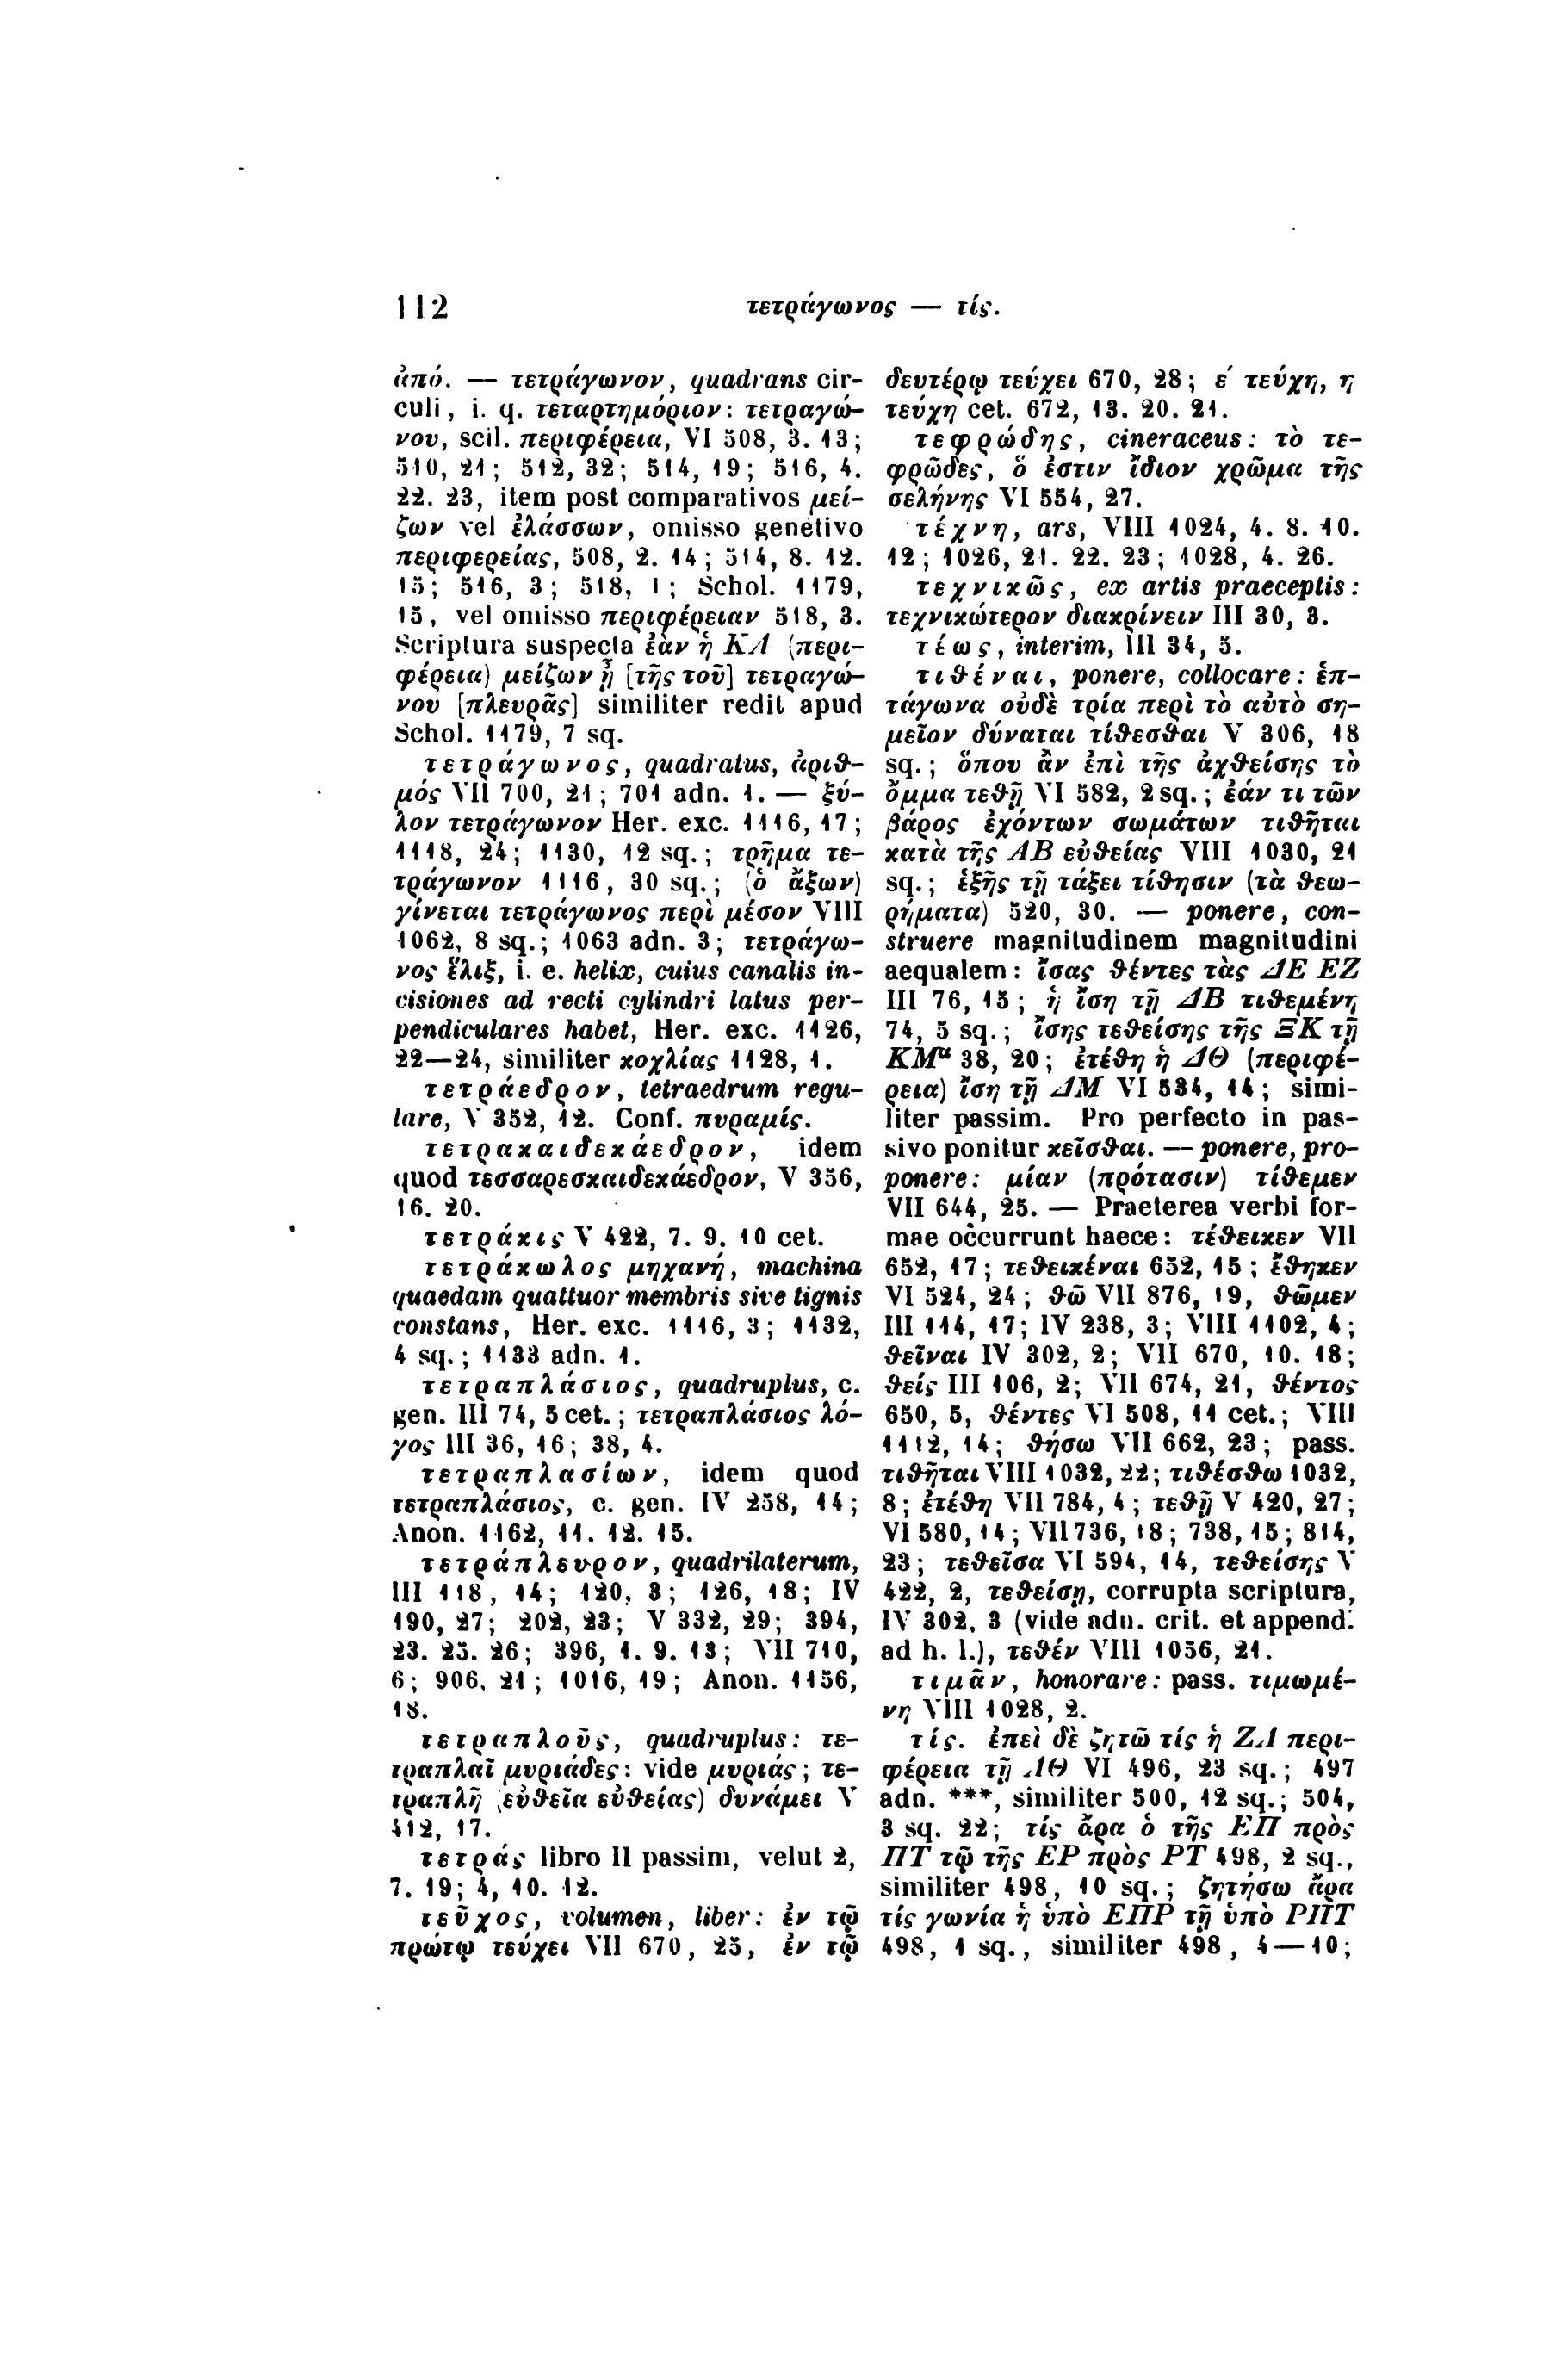 112 τετράγωνος — τίς.
ἀπό. — τετράγωνον, quadrans cir-
culi, i. q. τεταρτημόριον: τετραγώ-
νου, scil. περιφέρεια, VI 508, 3. 13;
510, 21; 512, 32; 514, 19; 516, 4.
22. 23, item post comparativos μεί-
ζων vel ἐλάσσων, omisso genetivo
περιφερείας, 508, 2. 14; 514, 8. 12.
15; 516, 3; 518, 1; Schol. 1179,
15, vel omisso περιφέρειαν 518, 3.
Scriptura suspecta ἐὰν ἡ ΚΛ (περι-
φέρεια) μείζων ᾖ [τῆς τοῦ] τετραγώ-
νου [πλευρᾶς] similiter redit apud
Schol. 1179, 7 sq.
τετράγωνος, quadratus, ἀριθ-
μός VII 700, 21; 701 adn. 1. — ξύ-
λον τετράγωνον Her. exc. 1116, 17;
1118, 24; 1130, 12 sq.; τρῆμα τε-
τράγωνον 1116, 30 sq.; (ὁ ἄξων)
γίνεται τετράγωνος περὶ μέσον VIII
1062, 8 sq.; 1063 adn. 3; τετράγω-
νος ἕλιξ, i. e. helix, cuius canalis in-
cisiones ad recti cylindri latus per-
pendiculares habet, Her. exc. 1126,
22—24, similiter κοχλίας 1128, 1.
τετράεδρον, tetraedrum regu-
lare, V 352, 12. Conf. πυραμίς.
τετρακαιδεκάεδρον, idem
quod τεσσαρεσκαιδεκάεδρον, V 356,
16. 20.
τετράκις V 422, 7. 9. 10 cet.
τετράκωλος μηχανή, machina
quaedam quattuor membris sive tignis
constans, Her. exc. 1116, 3; 1132,
4 sq.; 1133 adn. 1.
τετραπλάσιος, quadruplus, c.
gen. III 74, 5 cet.; τετραπλάσιος λό-
γος III 36, 16; 38, 4.
τετραπλασίων, idem quod
τετραπλάσιος, c. gen. IV 258, 14;
Anon. 1162, 11. 12. 15.
τετράπλευρον, quadrilaterum,
III 118, 14; 120, 3; 126, 18; IV
190, 27; 202, 23; V 332, 29; 394,
23. 25. 26; 396, 1. 9. 13; VII 710,
6; 906, 21; 1016, 19; Anon. 1156,
18.
τετραπλοῦς, quadruplus: τε-
τραπλαῖ μυριάδες: vide μυριάς; τε-
τραπλῆ (εὐθεῖα εὐθείας) δυνάμει V
412, 17.
τετράς libro II passim, velut 2,
7. 19; 4, 10. 12.
τεῦχος, volumen, liber: ἐν τῷ
πρώτῳ τεύχει VII 670, 25, ἐν τῷ
δευτέρῳ τεύχει 670, 28; ε΄ τεύχη, η
τεύχη cet. 672, 13. 20. 21.
τεφρώδης, cineraceus: τὸ τε-
φρῶδες, ὅ ἐστιν ἴδιον χρῶμα τῆς
σελήνης VI 554, 27.
τέχνη, ars, VIII 1024, 4. 8. 10.
12; 1026, 21. 22. 23; 1028, 4. 26.
τεχνικῶς, ex artis praeceptis:
τεχνικώτερον διακρίνειν III 30, 3.
τέως, interim, III 34, 5.
τιθέναι, ponere, collocare: ἑπ-
τάγωνα οὐδὲ τρία περὶ τὸ αὐτὸ ση-
μεῖον δύναται τίθεσθαι V 306, 18
sq.; ὅπου ἂν ἐπὶ τῆς ἀχθείσης τὸ
ὄμμα τεθῇ VI 582, 2 sq.; ἐάν τι τῶν
βάρος ἐχόντων σωμάτων τιθῆται
κατὰ τῆς ΑΒ εὐθείας VIII 1030, 21
sq.; ἑξῆς τῇ τάξει τίθησιν (τὰ θεω-
ρήματα) 520, 30. — ponere, con-
struere magnitudinem magnitudini
aequalem: ἴσας θέντες τὰς ΔΕ ΕΖ
III 76, 15; ἡ ἴση τῇ ΔΒ τιθεμένη
74, 5 sq.; ἴσης τεθείσης τῆς ΞΚ τῇ
ΚΜα 38, 20; ἐτέθη ἡ ΔΘ (περιφέ-
ρεια) ἴση τῇ ΔΜ VI 534, 14; simi-
liter passim. Pro perfecto in pas-
sivo ponitur κεῖσθαι. — ponere, pro-
ponere: μίαν (πρότασιν) τίθεμεν
VII 644, 25. — Praeterea verbi for-
mae occurrunt haece: τέθεικεν VII
652, 17; τεθεικέναι 652, 15; ἔθηκεν
VI 524, 24; θῶ VII 876, 19, θῶμεν
III 114, 17; IV 238, 3; VIII 1102, 4;
θεῖναι IV 302, 2; VII 670, 10. 18;
θείς III 106, 2; VII 674, 21, θέντος
650, 5, θέντες VI 508, 11 cet.; VIII
1112, 14; θήσω VII 662, 23; pass.
τιθῆται VIII 1032, 22; τιθέσθω 1032,
8; ἐτέθη VII 784, 4; τεθῇ V 420, 27;
VI 580, 14; VII 736, 18; 738, 15; 814,
23; τεθεῖσα VI 594, 14, τεθείσης V
422, 2, τεθείσῃ, corrupta scriptura,
IV 302, 3 (vide adn. crit. et append.
ad h. l.), τεθέν VIII 1056, 21.
τιμᾶν, honorare: pass. τιμωμέ-
νη VIII 1028, 2.
τίς. ἐπεὶ δὲ ζητῶ τίς ἡ ΖΛ περι-
φέρεια τῇ ΛΘ VI 496, 23 sq.; 497
adn. ***, similiter 500, 12 sq.; 504,
3 sq. 22; τίς ἄρα ὁ τῆς ΕΠ πρὸς
ΠΤ τῷ τῆς ΕΡ πρὸς ΡΤ 498, 2 sq.,
similiter 498, 10 sq.; ζητήσω ἄρα
τίς γωνία ἡ ὑπὸ ΕΠΡ τῇ ὑπὸ ΡΠΤ
498, 1 sq., similiter 498, 4—10;